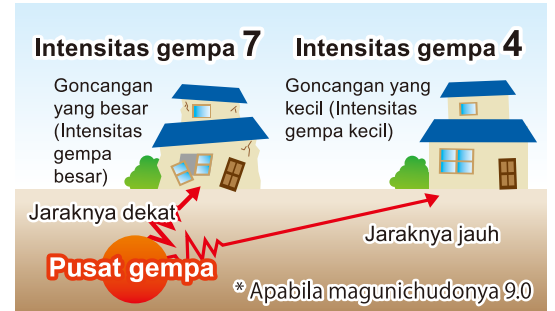 Intensitas gempa 7
Goncangan
yang besar
(Intensitas
gempa
besar)
Intensitas gempa 4
Goncangan yang
kecil (Intensitas
gempa kecil)
Jaraknya dekat
Jaraknya jauh
Pusat gempa
* Apabila magunichudonya 9.0